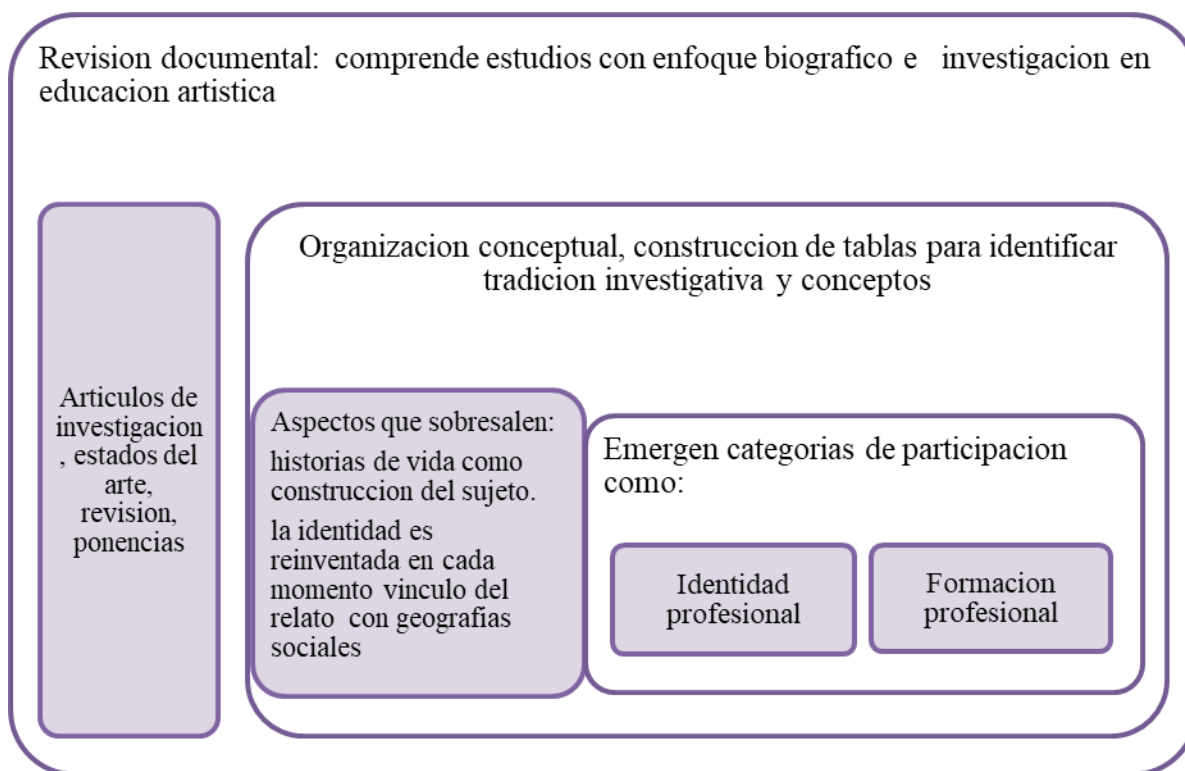 Revision documental:  comprende estudios con enfoque biografico e   investigacion en
educacion artistica
Organizacion conceptual, construccion de tablas para identificar
tradicion investigativa  y conceptos
Articulos de
investigacion
, estados del
arte,
revision,
ponencias
Aspectos que sobresalen:
historias de vida como
construccion del sujeto.
la identidad es
reinventada en cada
momento vinculo del
relato  con geografias
sociales
Emergen categorias de participacion
como:
Identidad
profesional
Formacion
profesional